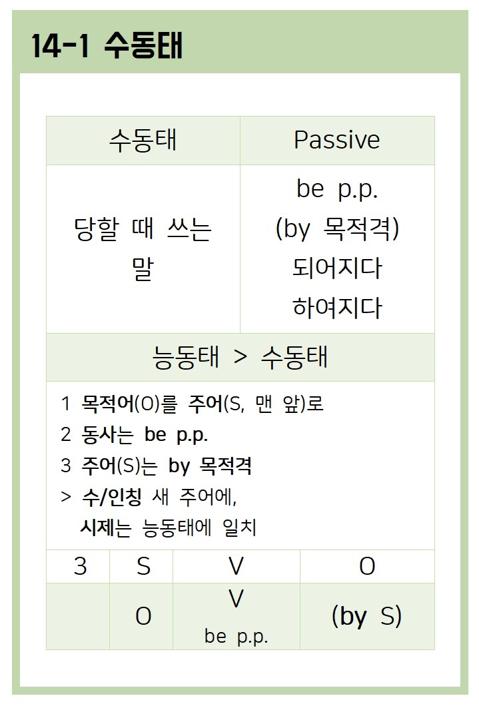 14-1 수동태
수동태 Passive
당할 때 쓰는
말
be p.p.
(by 목적격)
되어지다
하여지다
능동태 > 수동태
1 목적어(O)를 주어(S, 맨 앞)로
2 동사는 be p.p.
3 주어(S)는 by 목적격
> 수/인칭 새 주어에,
시제는 능동태에 일치
3 S V O
O V (by S)
be p.p.